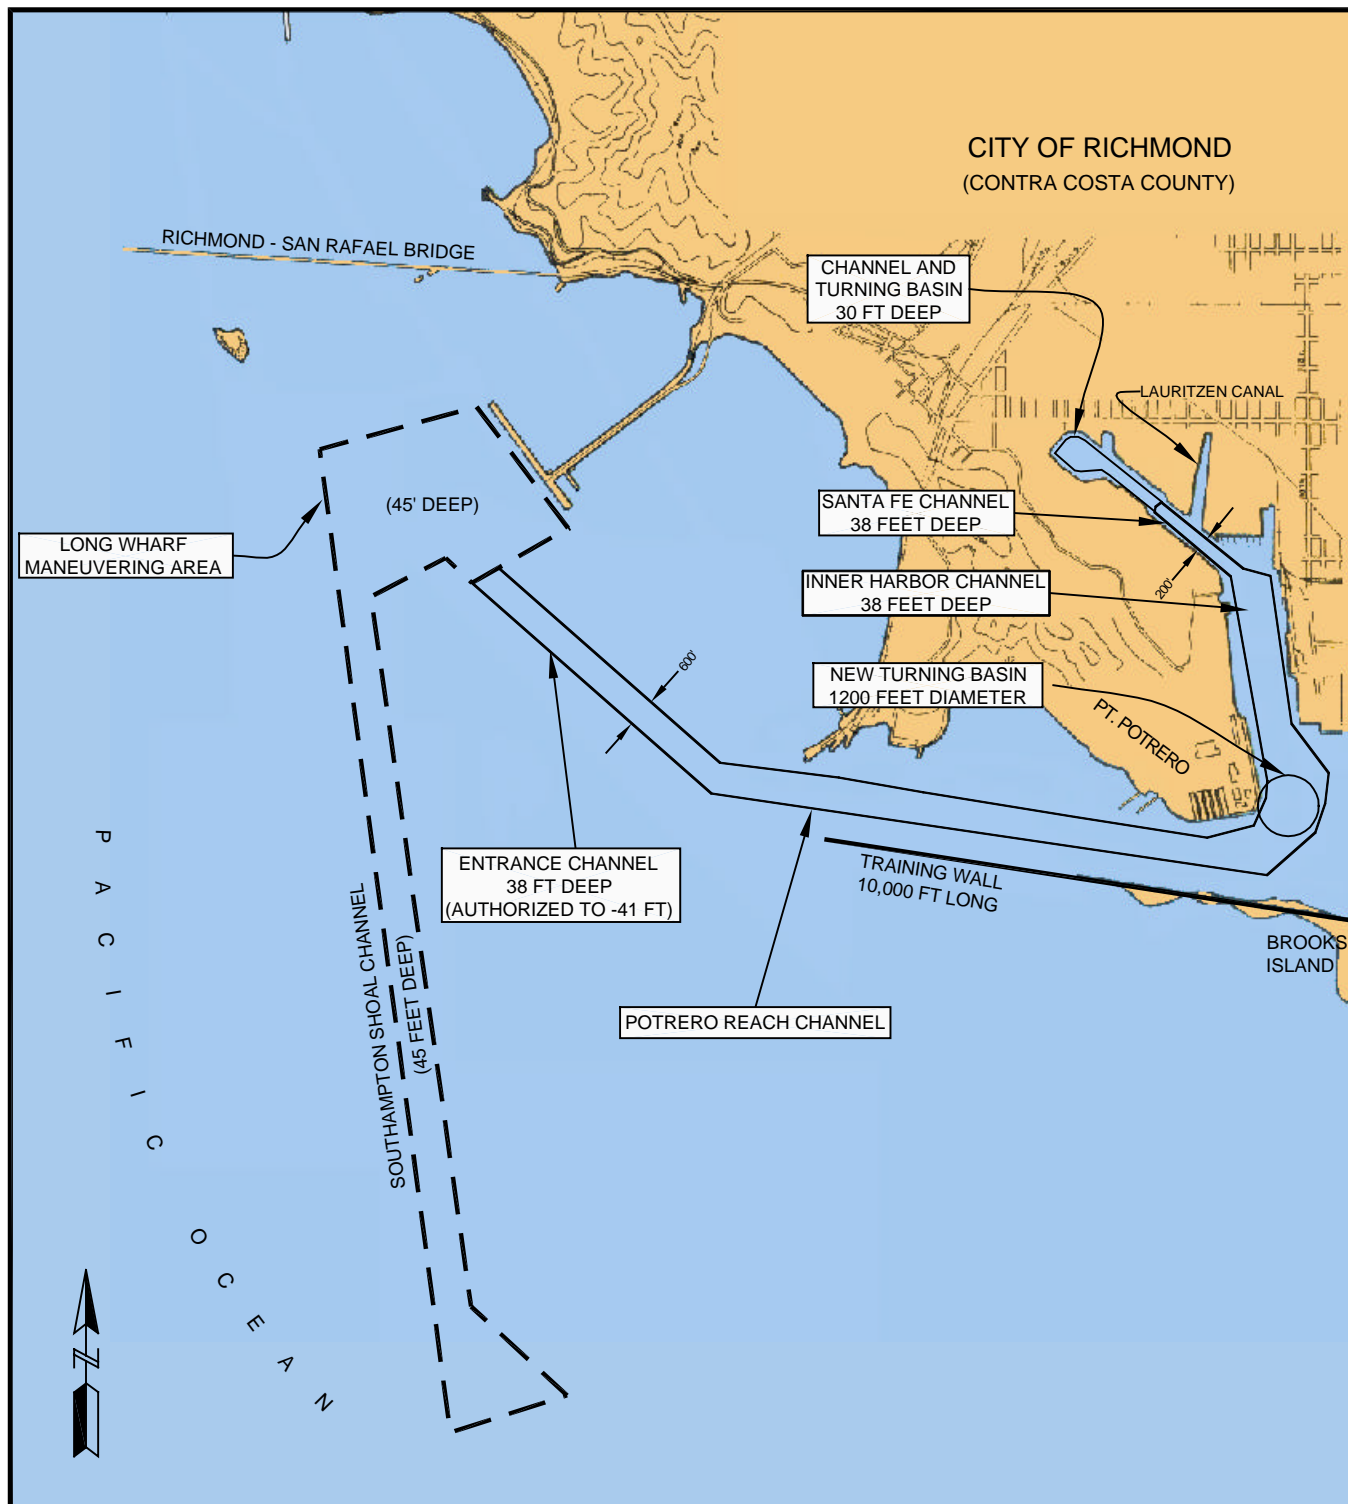 CITY OF RICHMOND
(CONTRA COSTA COUNTY)
RICHMOND - SAN RAFAEL BRIDGE
CHANNEL AND
TURNING BASIN
30 FT DEEP
LAURITZEN CANAL
(45' DEEP)
SANTA FE CHANNEL
38 FEET DEEP
LONG WHARF
MANEUVERING AREA
INNER HARBOR CHANNEL
38 FEET DEEP
200'
600'
NEW TURNING BASIN
1200 FEET DIAMETER
PT. POTRERO
ENTRANCE CHANNEL
38 FT DEEP
(AUTHORIZED TO -41 FT)
TRAINING WALL
10,000 FT LONG
BROOKS
ISLAND
POTRERO REACH CHANNEL
SOUTHAMPTON SHOAL CHANNEL
(45 FEET DEEP)
PACIFIC OCEAN
N